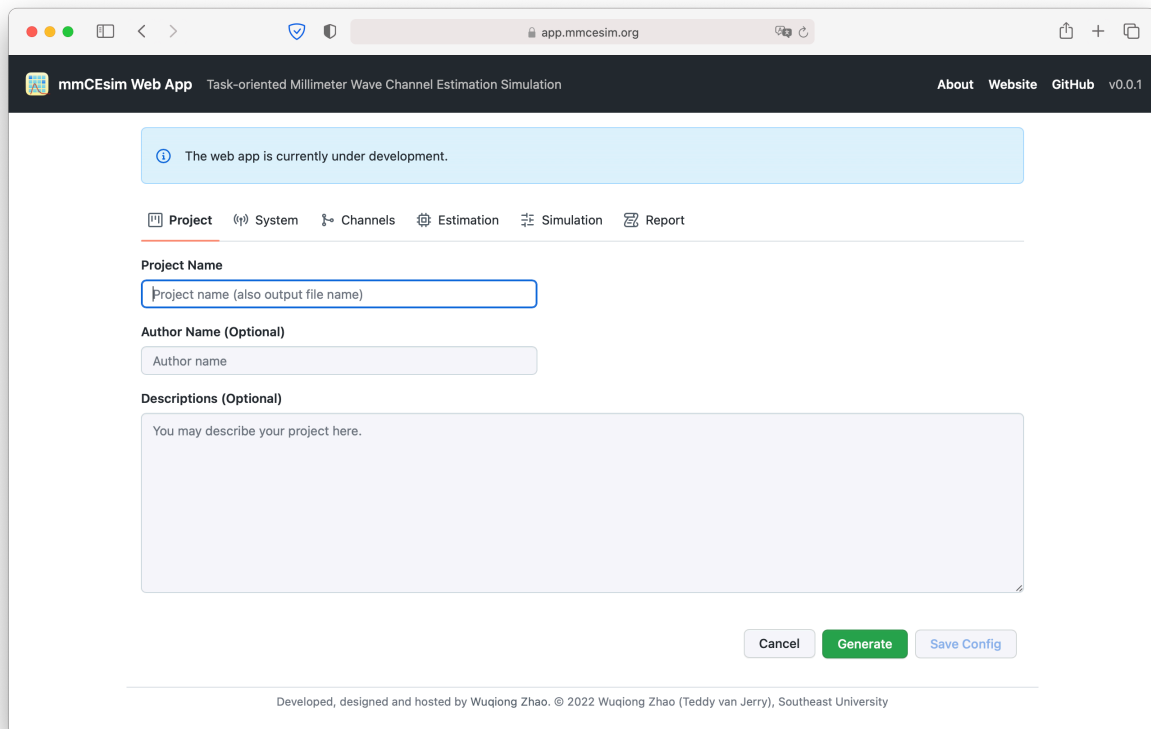 app.mmcesim.org
mmCEsim Web App Task-oriented Millimeter Wave Channel Estimation Simulation About Website GitHub v0.0.1
The web app is currently under development.
Project System Channels Estimation Simulation Report
Project Name
Project name (also output file name)
Author Name (Optional)
Author name
Descriptions (Optional)
You may describe your project here.
Cancel Generate Save Config
Developed, designed and hosted by Wuqiong Zhao. © 2022 Wuqiong Zhao (Teddy van Jerry), Southeast University